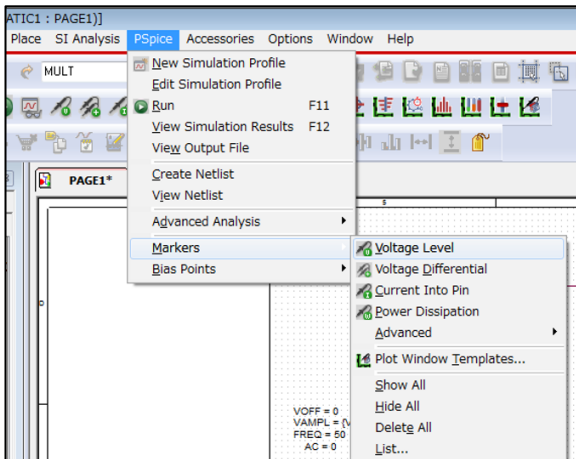 ATIC1 : PAGE1)]
Place SI Analysis PSpice Accessories Options Window Help
MULT
New Simulation Profile
Edit Simulation Profile
Run F11
View Simulation Results F12
View Output File
PAGE1*
Create Netlist
View Netlist
5
Advanced Analysis
Markers
Bias Points
Voltage Level
Voltage Differential
Current Into Pin
Power Dissipation
Advanced
Plot Window Templates...
Show All
Hide All
Delete All
List...
VOFF = 0
VAMPL = {V
FREQ = 50
AC = 0